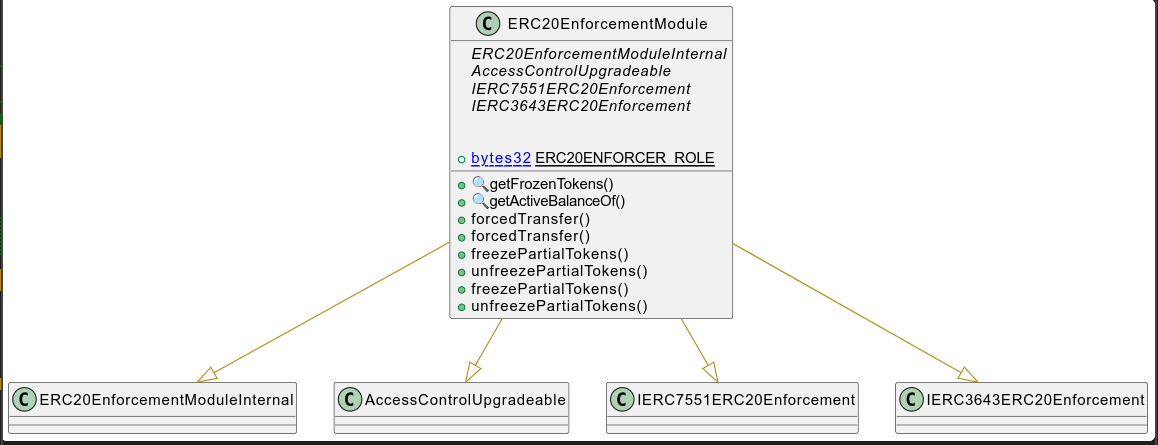 C ERC20EnforcementModule
ERC20EnforcementModuleInternal
AccessControlUpgradeable
IERC7551ERC20Enforcement
IERC3643ERC20Enforcement
bytes32 ERC20ENFORCER_ROLE
🔍getFrozenTokens()
🔍getActiveBalanceOf()
forcedTransfer()
forcedTransfer()
freezePartialTokens()
unfreezePartialTokens()
freezePartialTokens()
unfreezePartialTokens()
C ERC20EnforcementModuleInternal
C AccessControlUpgradeable
C IERC7551ERC20Enforcement
C IERC3643ERC20Enforcement